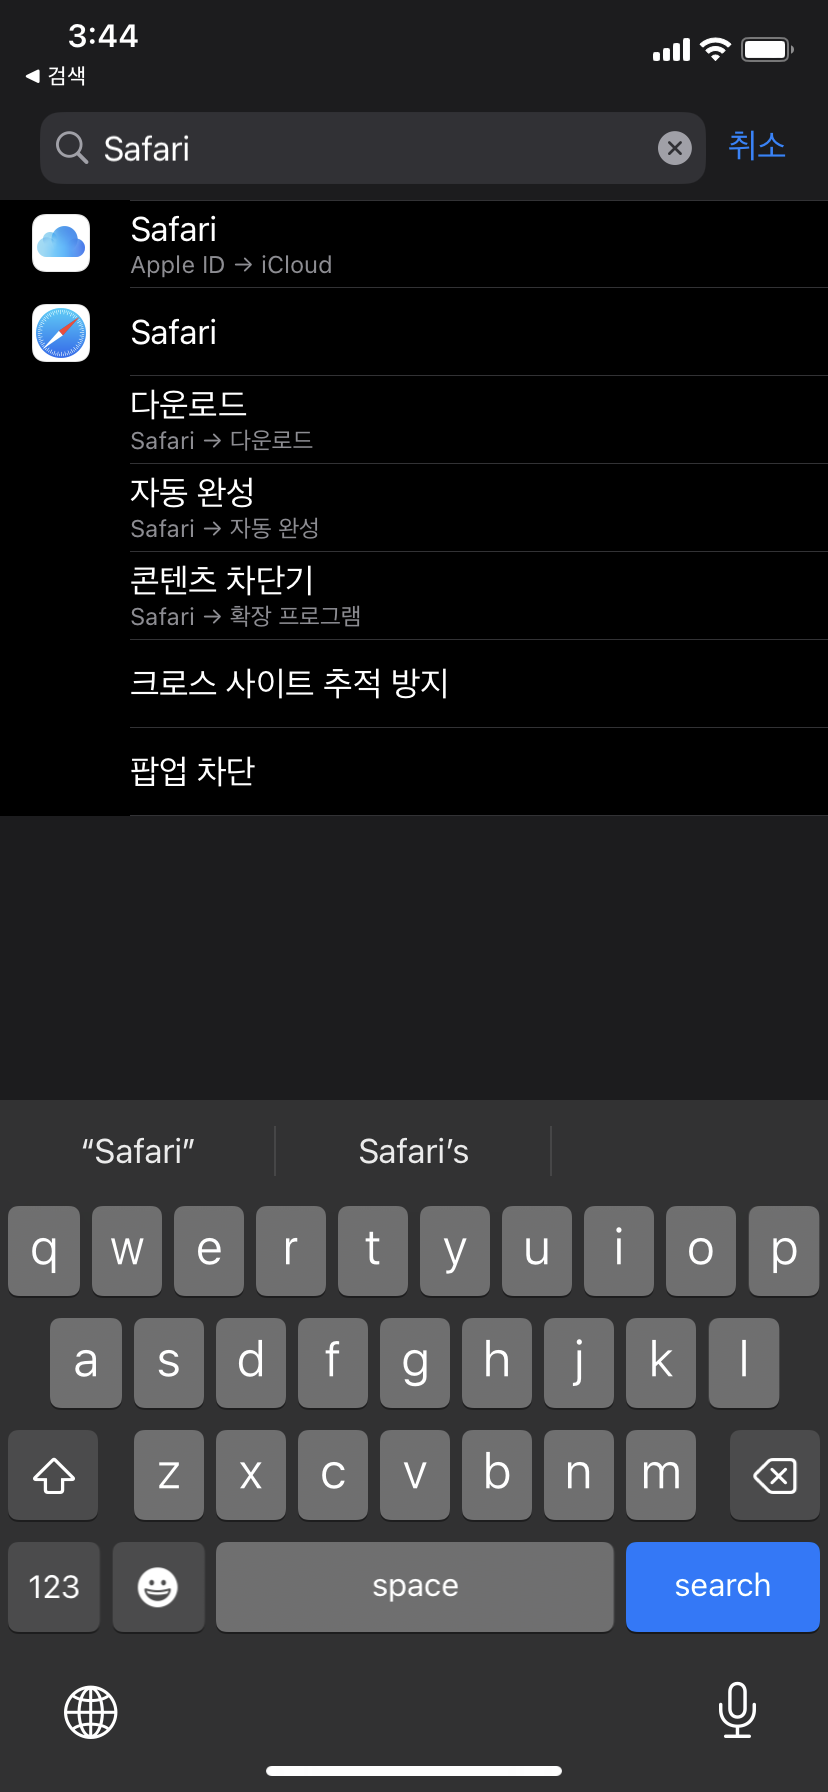 3:44
◀ 검색
Safari
취소
Safari
Apple ID → iCloud
Safari
다운로드
Safari → 다운로드
자동 완성
Safari → 자동 완성
콘텐츠 차단기
Safari → 확장 프로그램
크로스 사이트 추적 방지
팝업 차단
“Safari” Safari’s
q w e r t y u i o p
a s d f g h j k l
z x c v b n m
123 space search